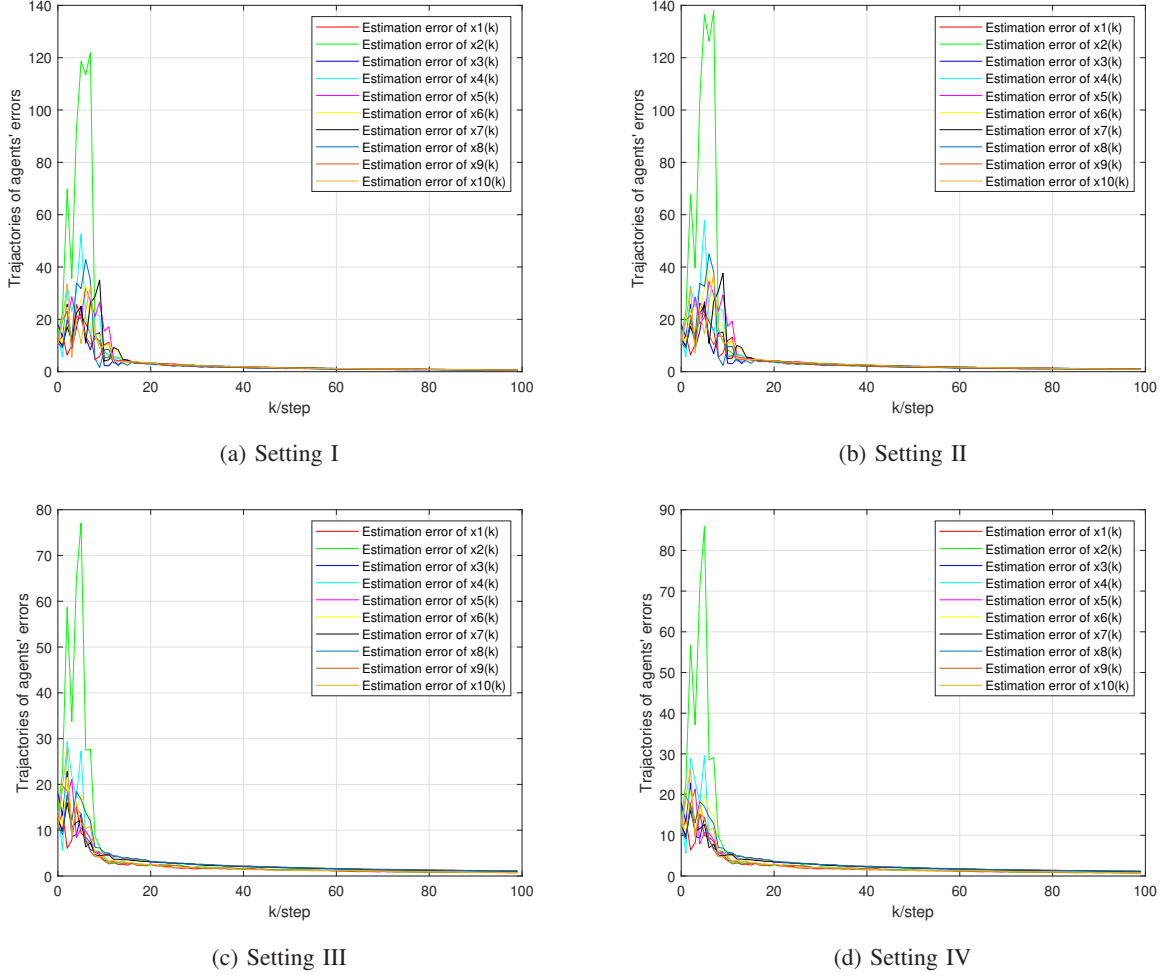 140
120
100
80
60
40
20
0
Trajactories of agents' errors
Estimation error of x1(k)
Estimation error of x2(k)
Estimation error of x3(k)
Estimation error of x4(k)
Estimation error of x5(k)
Estimation error of x6(k)
Estimation error of x7(k)
Estimation error of x8(k)
Estimation error of x9(k)
Estimation error of x10(k)
0 20 40 60 80 100
k/step
(a) Setting I
140
120
100
80
60
40
20
0
Trajactories of agents' errors
Estimation error of x1(k)
Estimation error of x2(k)
Estimation error of x3(k)
Estimation error of x4(k)
Estimation error of x5(k)
Estimation error of x6(k)
Estimation error of x7(k)
Estimation error of x8(k)
Estimation error of x9(k)
Estimation error of x10(k)
0 20 40 60 80 100
k/step
(b) Setting II
80
70
60
50
40
30
20
10
0
Trajactories of agents' errors
Estimation error of x1(k)
Estimation error of x2(k)
Estimation error of x3(k)
Estimation error of x4(k)
Estimation error of x5(k)
Estimation error of x6(k)
Estimation error of x7(k)
Estimation error of x8(k)
Estimation error of x9(k)
Estimation error of x10(k)
0 20 40 60 80 100
k/step
(c) Setting III
90
80
70
60
50
40
30
20
10
0
Trajactories of agents' errors
Estimation error of x1(k)
Estimation error of x2(k)
Estimation error of x3(k)
Estimation error of x4(k)
Estimation error of x5(k)
Estimation error of x6(k)
Estimation error of x7(k)
Estimation error of x8(k)
Estimation error of x9(k)
Estimation error of x10(k)
0 20 40 60 80 100
k/step
(d) Setting IV